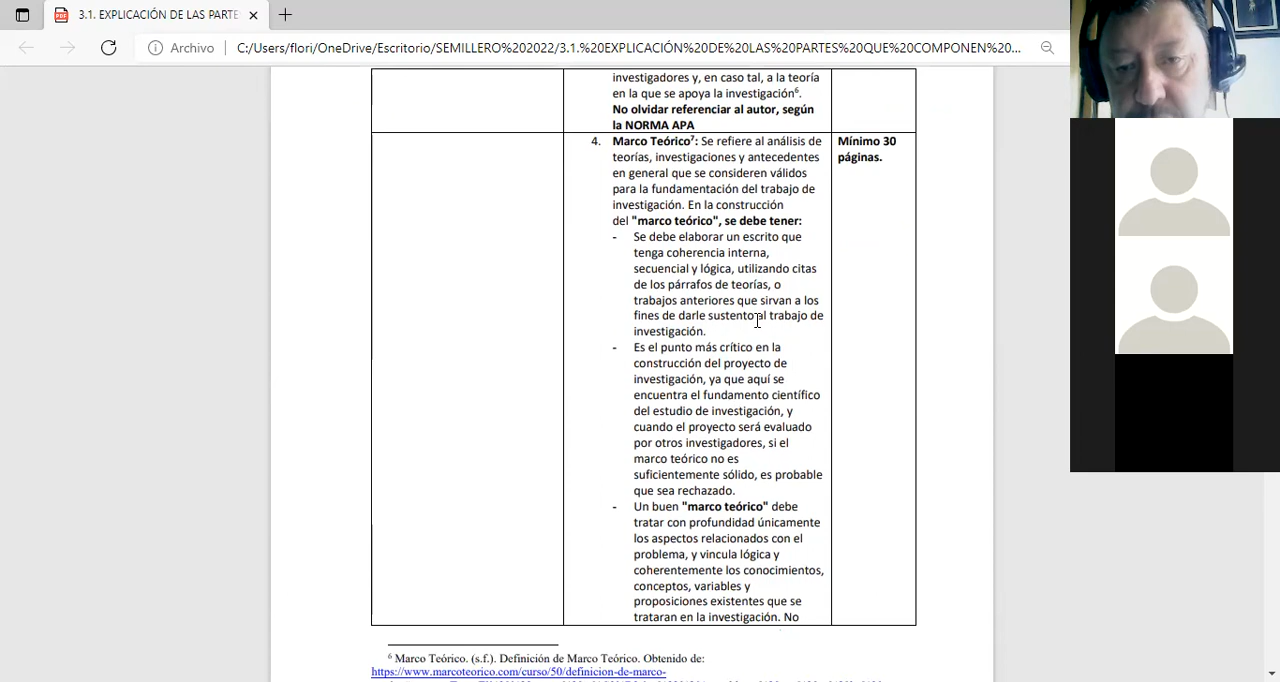 3.1. EXPLICACIÓN DE LAS PARTE
Archivo
C:/Users/flori/OneDrive/Escritorio/SEMILLERO%202022/3.1.%20EXPLICACIÓN%20DE%20LAS%20PARTES%20QUE%20COMPONEN%20...
investigadores y, en caso tal, a la teoría
en la que se apoya la investigación⁶.
No olvidar referenciar al autor, según
la NORMA APA
4. Marco Teórico⁷: Se refiere al análisis de
teorías, investigaciones y antecedentes
en general que se consideren válidos
para la fundamentación del trabajo de
investigación. En la construcción
del "marco teórico", se debe tener:
- Se debe elaborar un escrito que
tenga coherencia interna,
secuencial y lógica, utilizando citas
de los párrafos de teorías, o
trabajos anteriores que sirvan a los
fines de darle sustento al trabajo de
investigación.
- Es el punto más crítico en la
construcción del proyecto de
investigación, ya que aquí se
encuentra el fundamento científico
del estudio de investigación, y
cuando el proyecto será evaluado
por otros investigadores, si el
marco teórico no es
suficientemente sólido, es probable
que sea rechazado.
- Un buen "marco teórico" debe
tratar con profundidad únicamente
los aspectos relacionados con el
problema, y vincula lógica y
coherentemente los conocimientos,
conceptos, variables y
proposiciones existentes que se
trataran en la investigación. No
Mínimo 30
páginas.
⁶ Marco Teórico. (s.f.). Definición de Marco Teórico. Obtenido de:
https://www.marcoteorico.com/curso/50/definicion-de-marco-